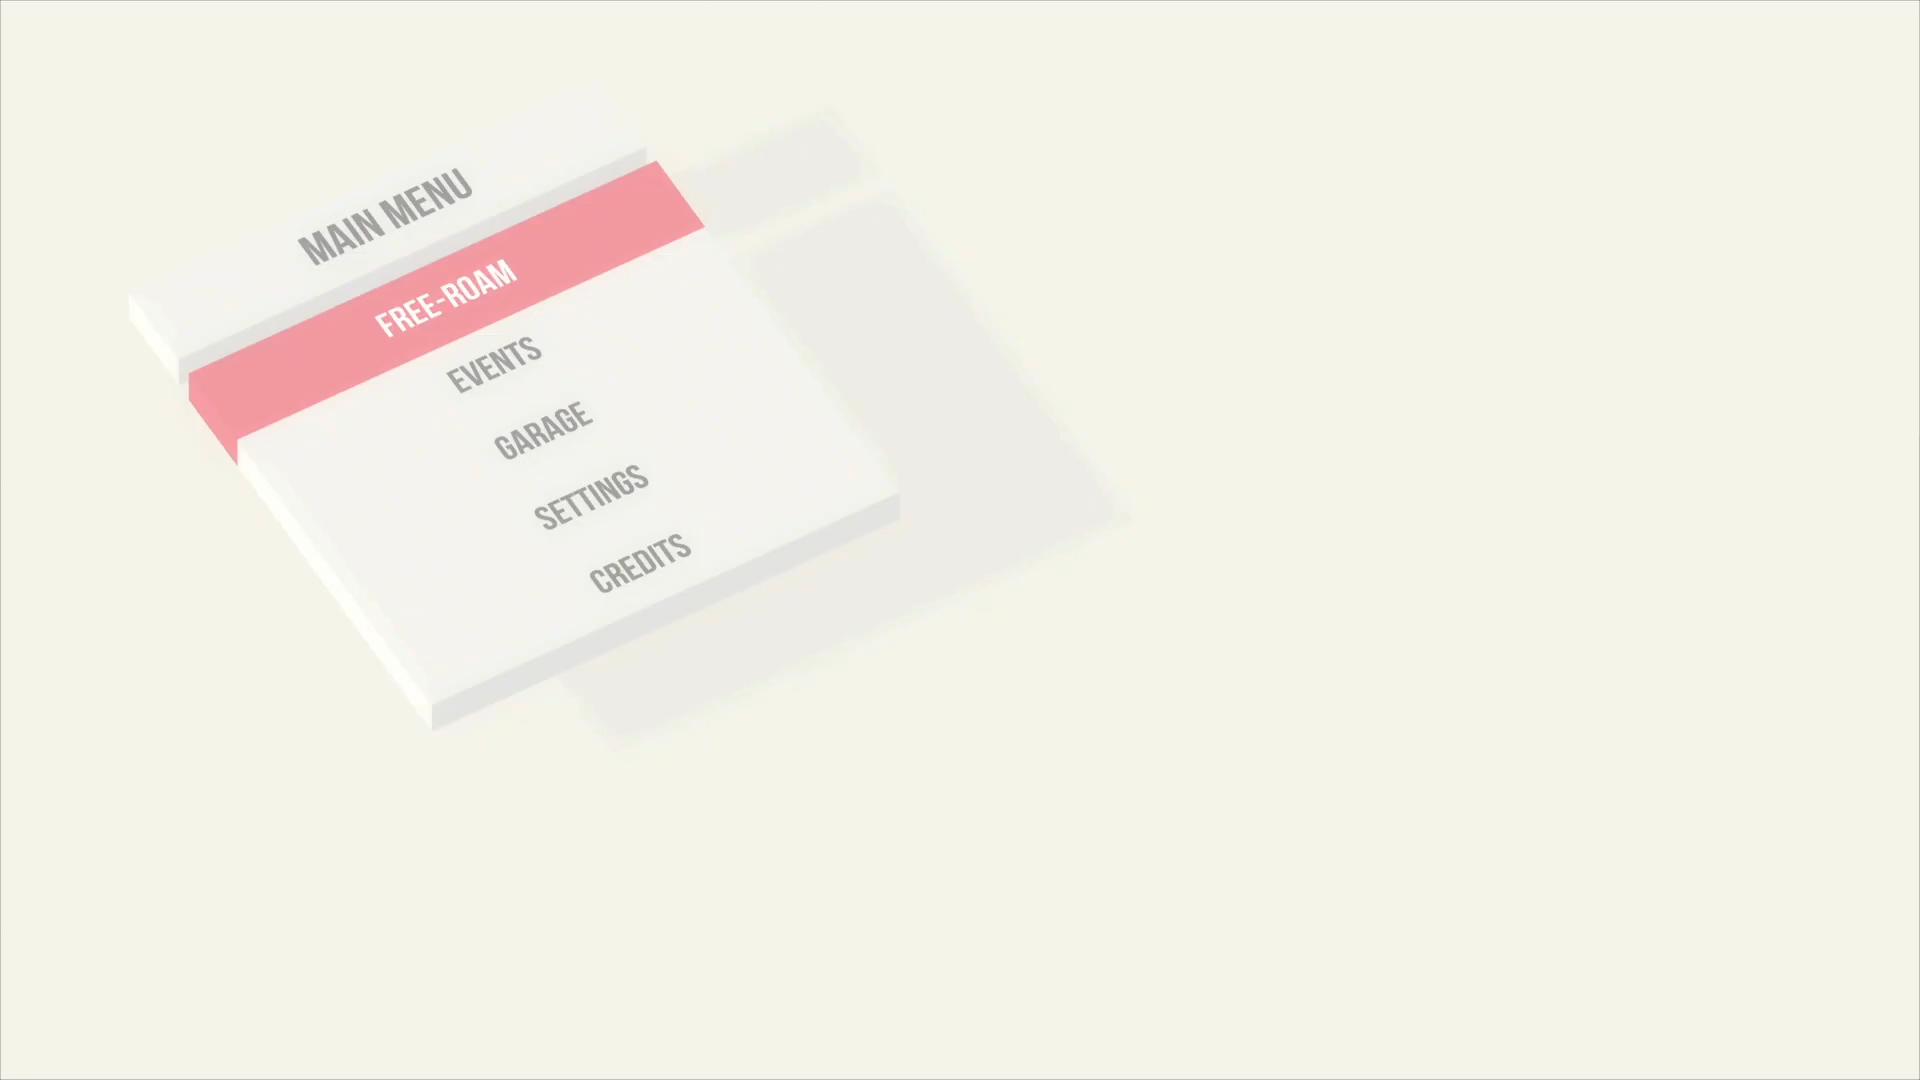 MAIN MENU
FREE-ROAM
EVENTS
GARAGE
SETTINGS
CREDITS